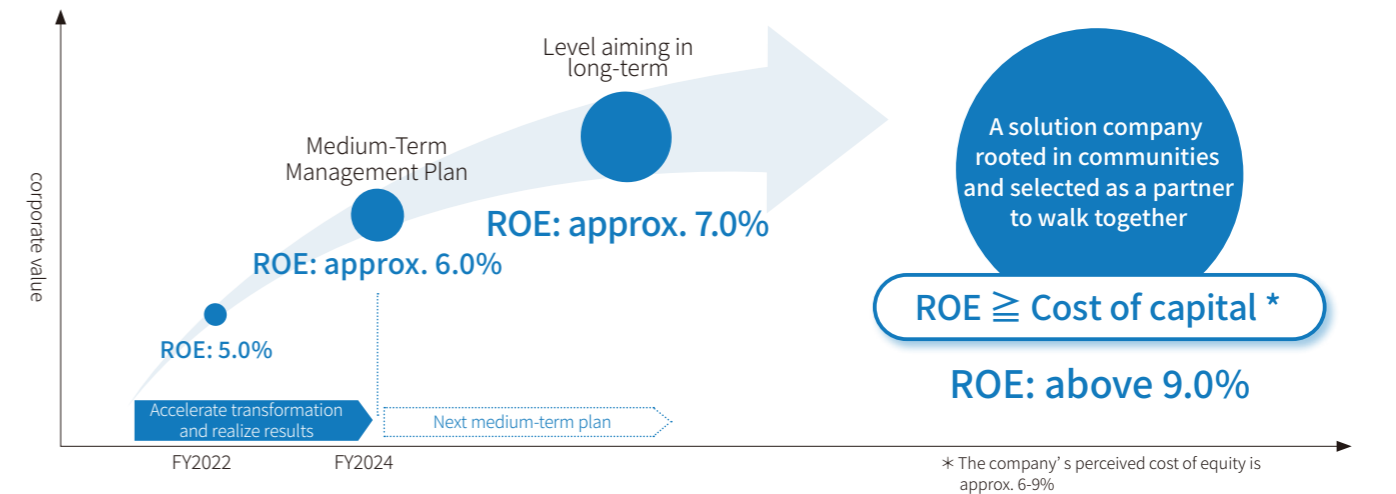 corporate value
Level aiming in
long-term
Medium-Term
Management Plan
ROE: approx. 7.0%
ROE: approx. 6.0%
ROE: 5.0%
Accelerate transformation
and realize results
Next medium-term plan
FY2022
FY2024
A solution company
rooted in communities
and selected as a partner
to walk together
ROE ≧ Cost of capital *
ROE: above 9.0%
＊ The company’s perceived cost of equity is
approx. 6-9%